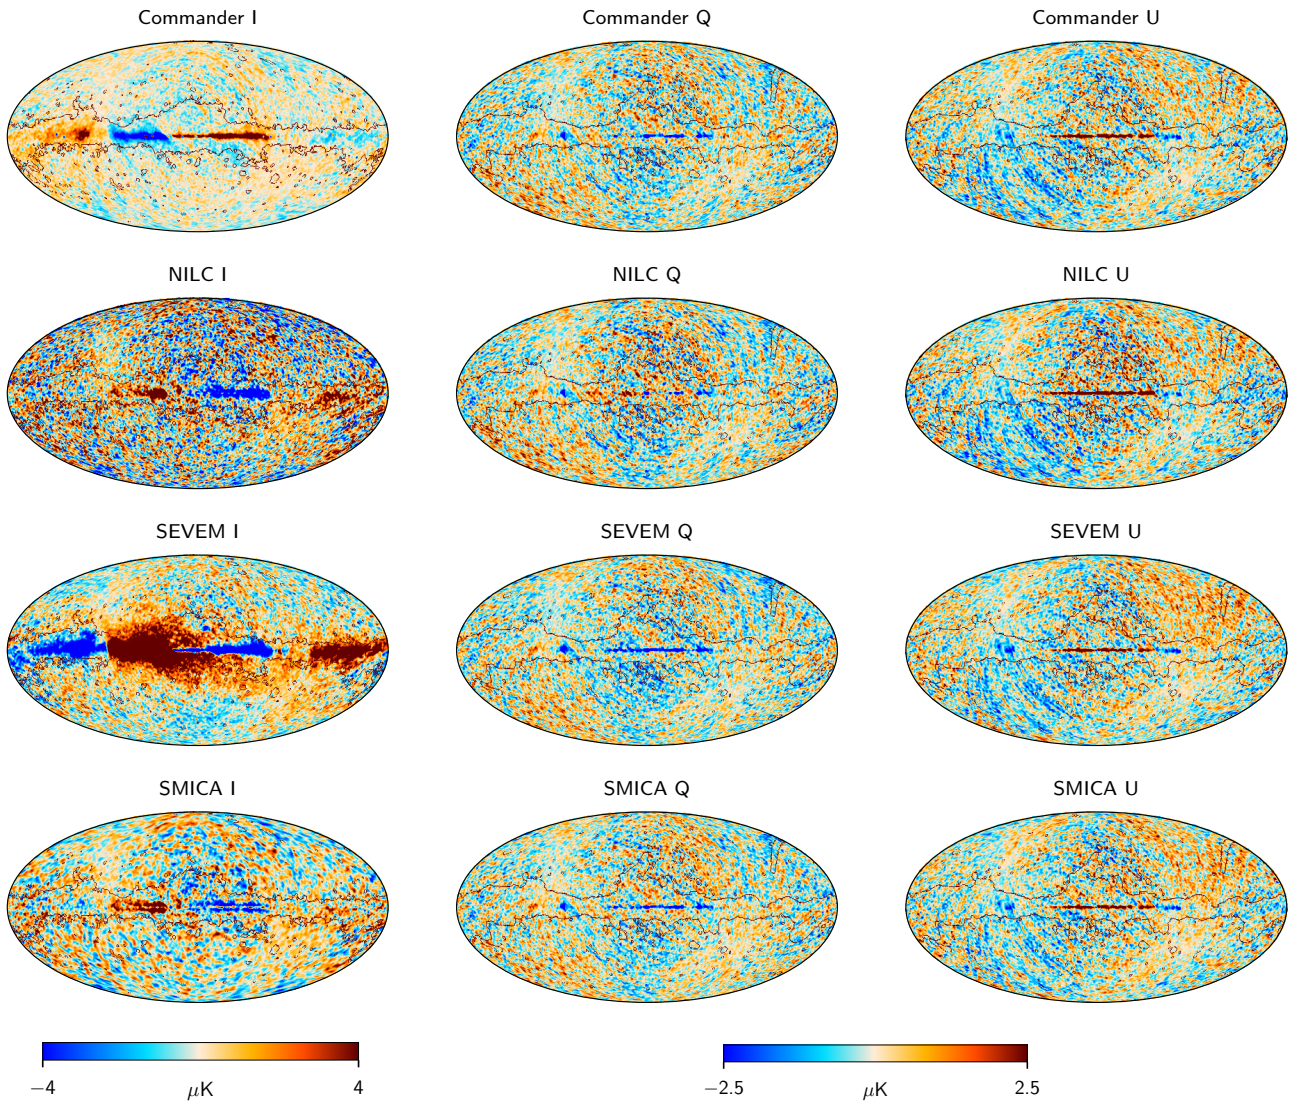 Commander I
Commander Q
Commander U
NILC I
NILC Q
NILC U
SEVEM I
SEVEM Q
SEVEM U
SMICA I
SMICA Q
SMICA U
−4 μK 4
−2.5 μK 2.5